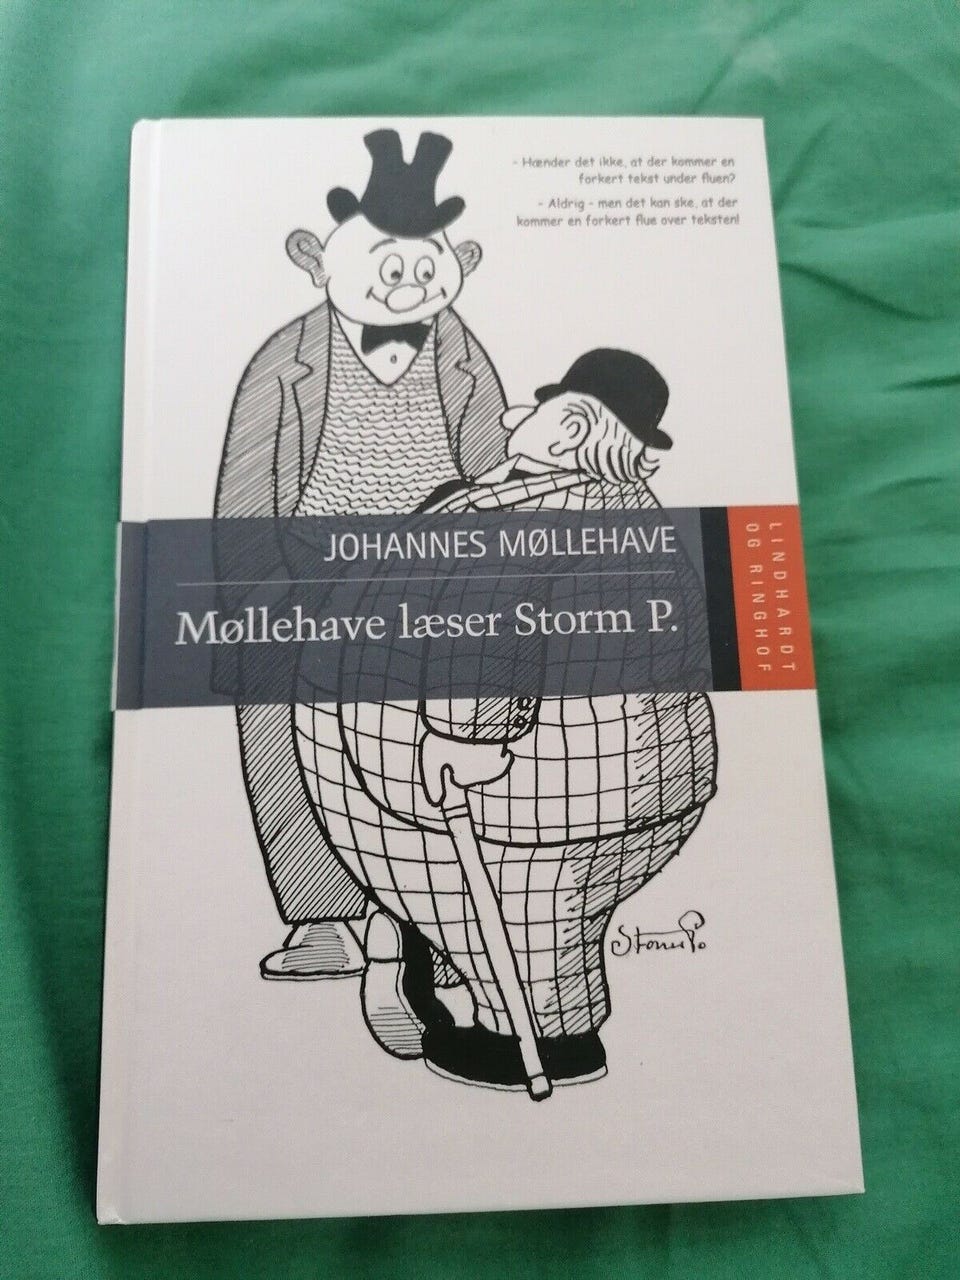 - Hænder det ikke, at der kommer en
forkert tekst under fluen?
- Aldrig - men det kan ske, at der
kommer en forkert flue over teksten!
JOHANNES MØLLEHAVE
Møllehave læser Storm P.
LINDHARDT
OG RINGHOF
Storm P.